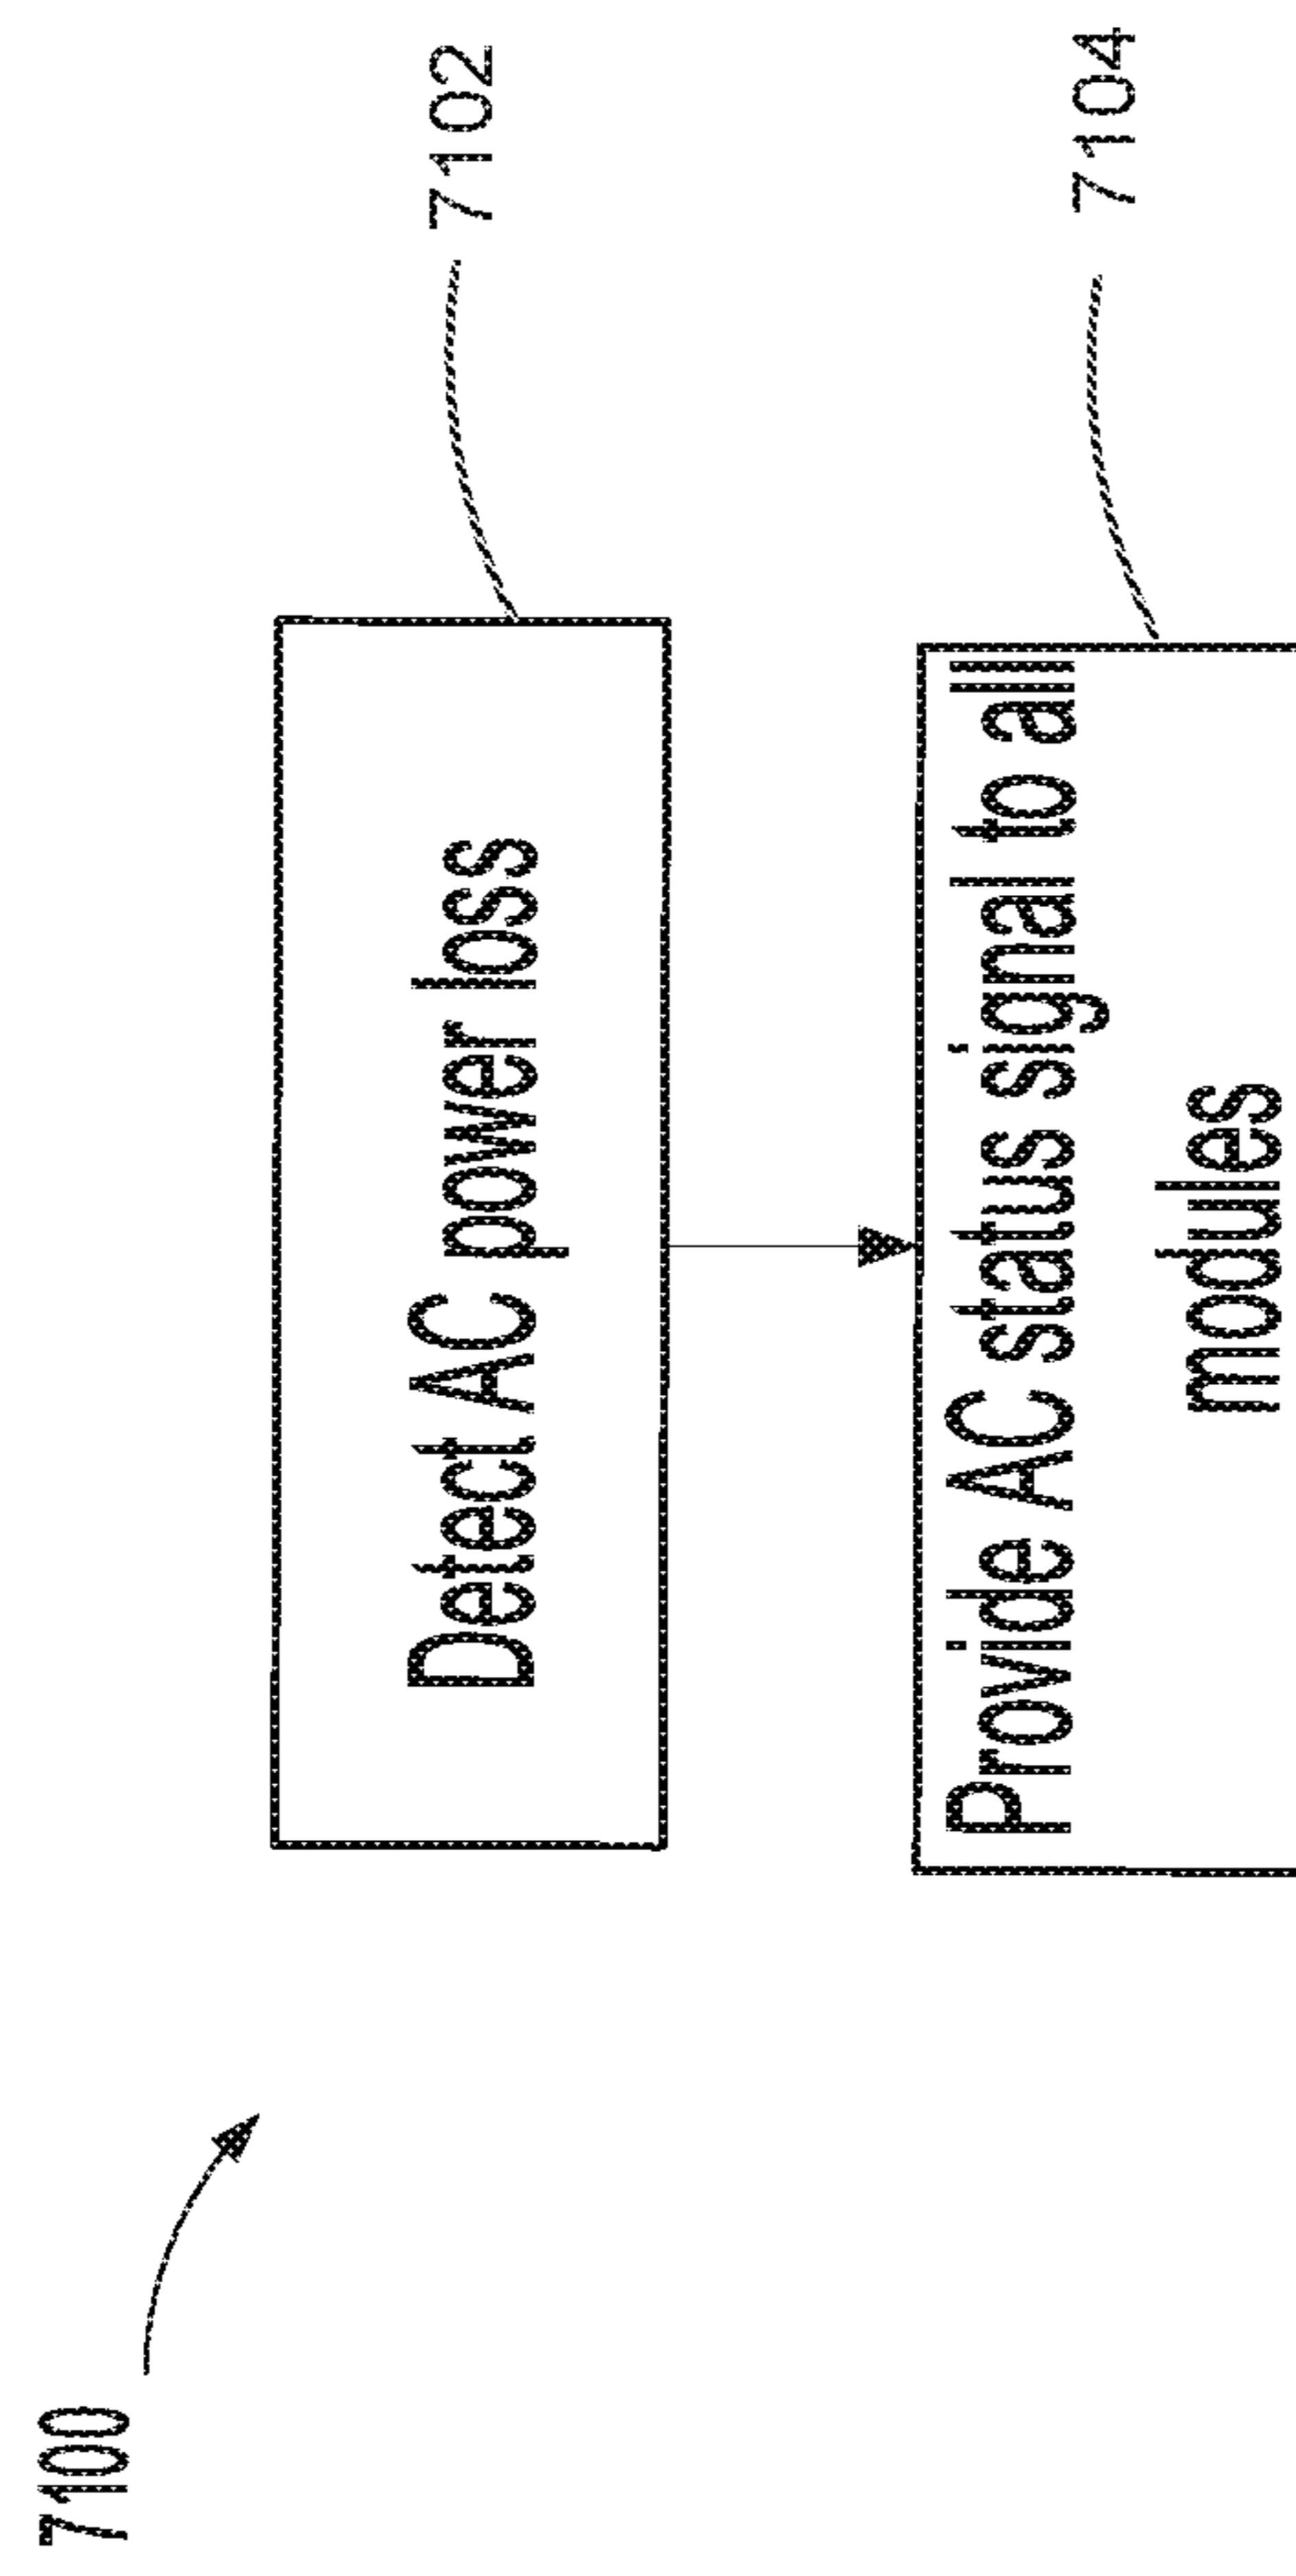 7100
Detect AC power loss
7102
Provide AC status signal to all
modules
7104